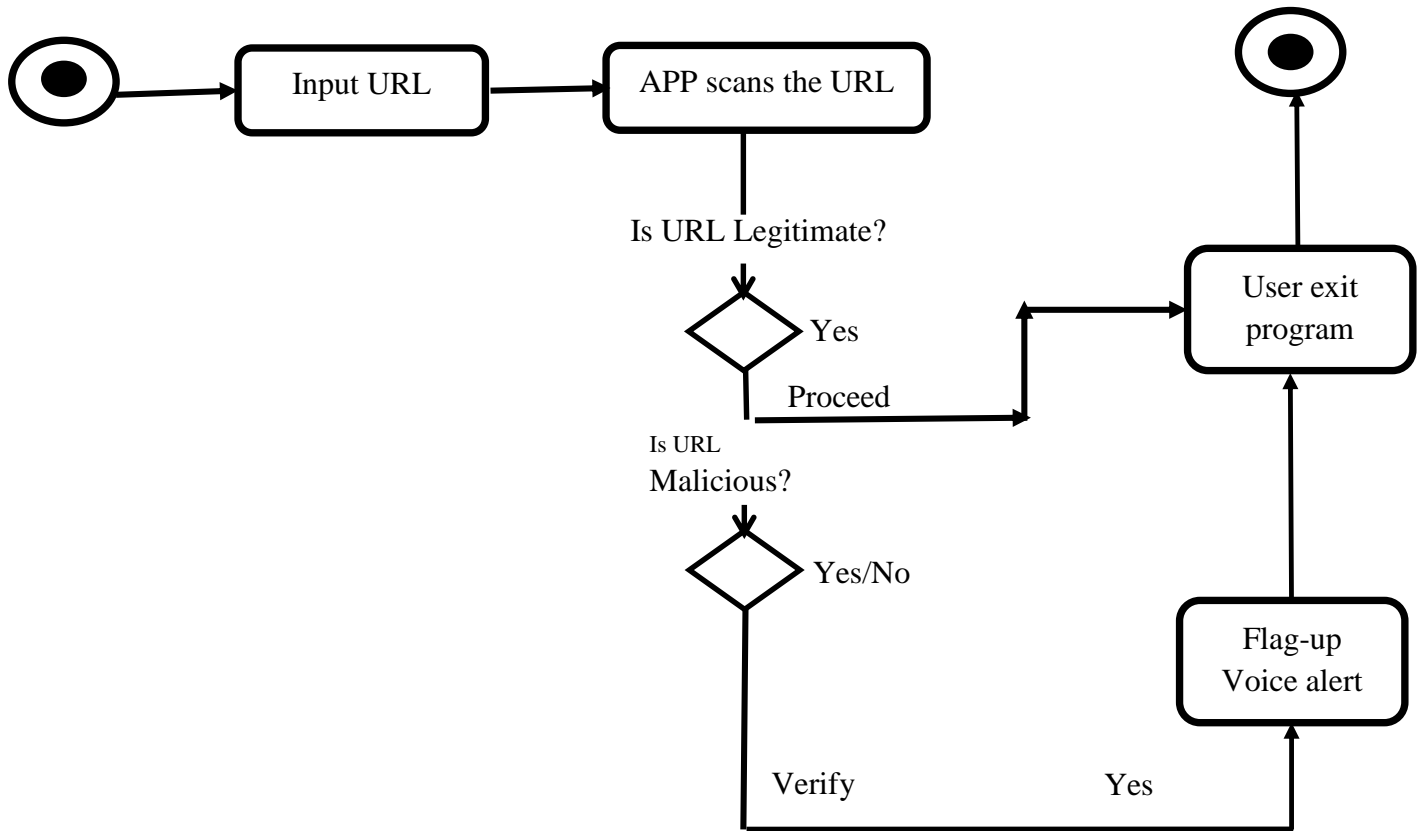 Input URL
APP scans the URL
Is URL Legitimate?
User exit
program
Yes
Proceed
Is URL
Malicious?
Yes/No
Flag-up
Voice alert
Verify
Yes